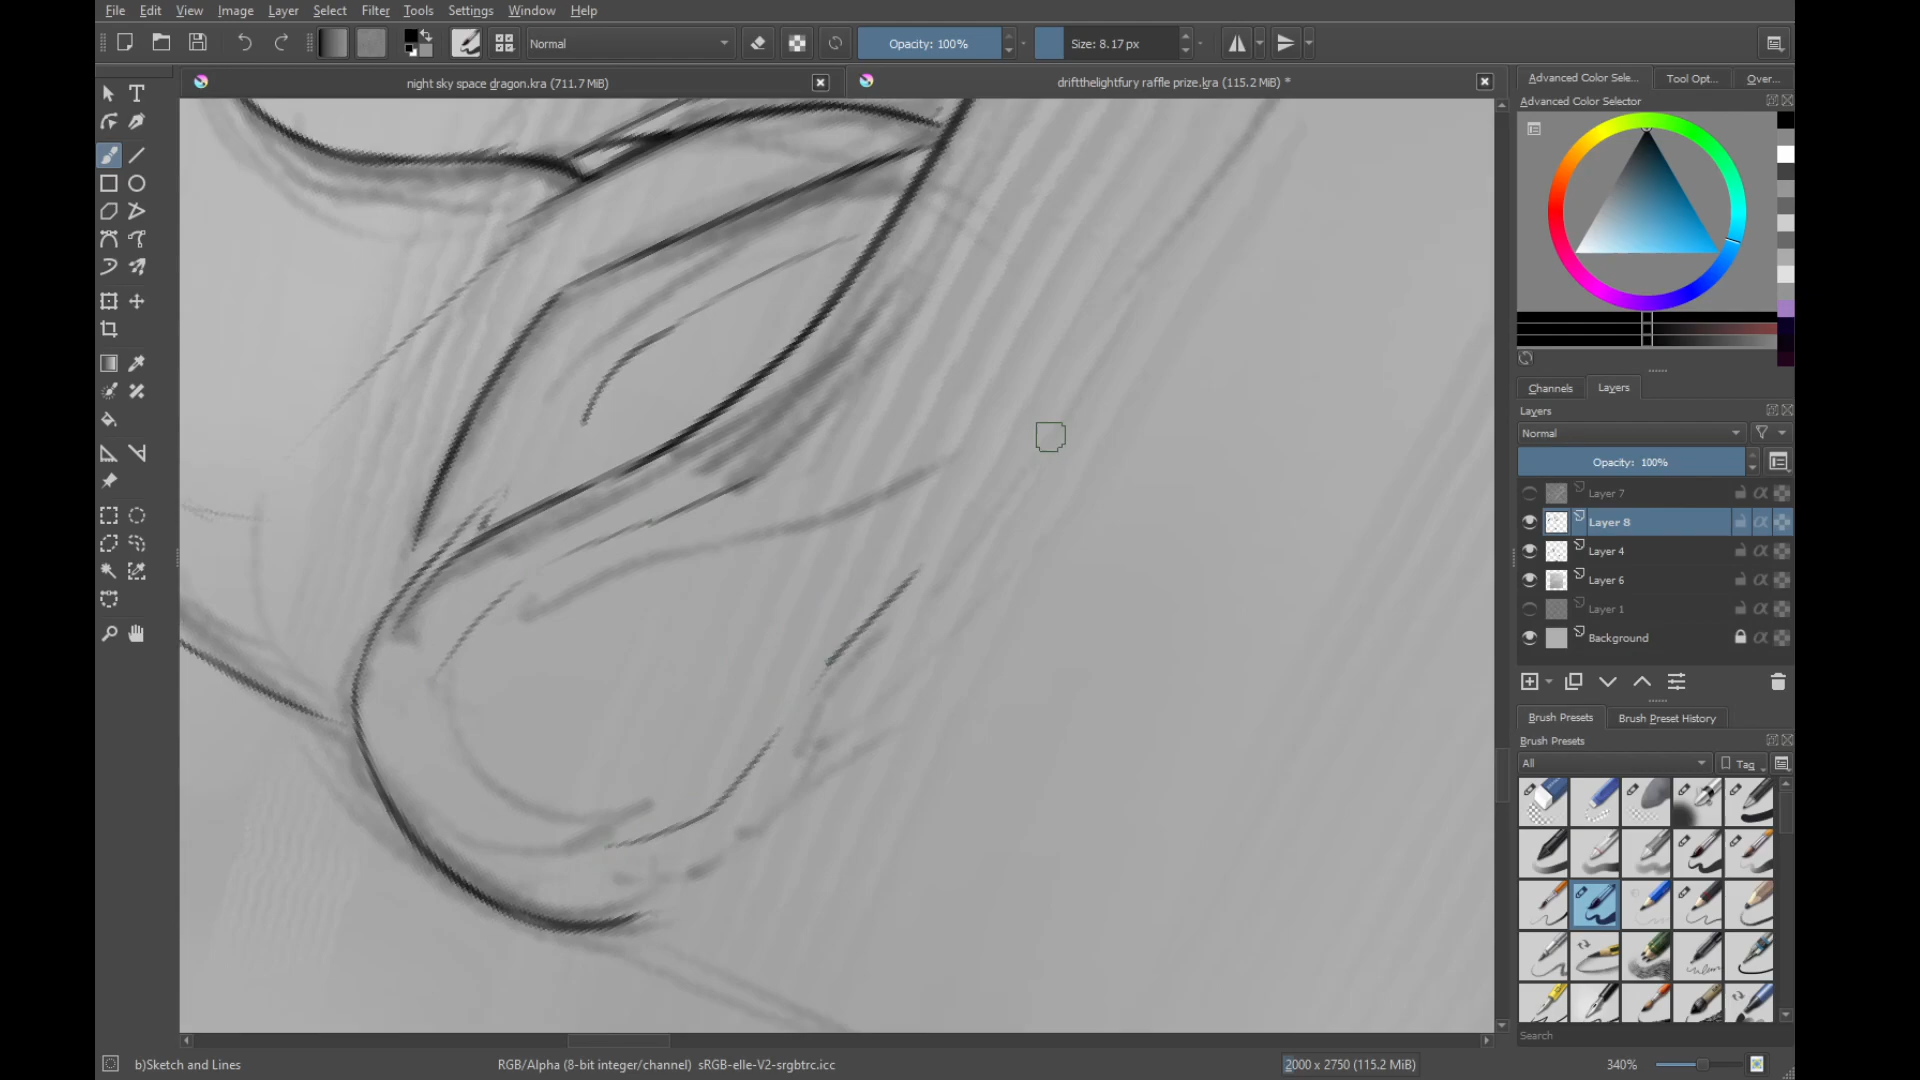 File Edit View Image Layer Select Filter Tools Settings Window Help
Normal
Opacity: 100%
Size: 8.17 px
night sky space dragon.kra (711.7 MiB)
driftthelightfury raffle prize.kra (115.2 MiB) *
Advanced Color Sele... Tool Opt... Over...
Advanced Color Selector
Channels Layers
Layers
Normal
Opacity: 100%
Layer 7
Layer 8
Layer 4
Layer 6
Layer 1
Background
Brush Presets Brush Preset History
Brush Presets
All Tag
Search
b)Sketch and Lines RGB/Alpha (8-bit integer/channel) sRGB-elle-V2-srgbtrc.icc 2000 x 2750 (115.2 MiB) 340%